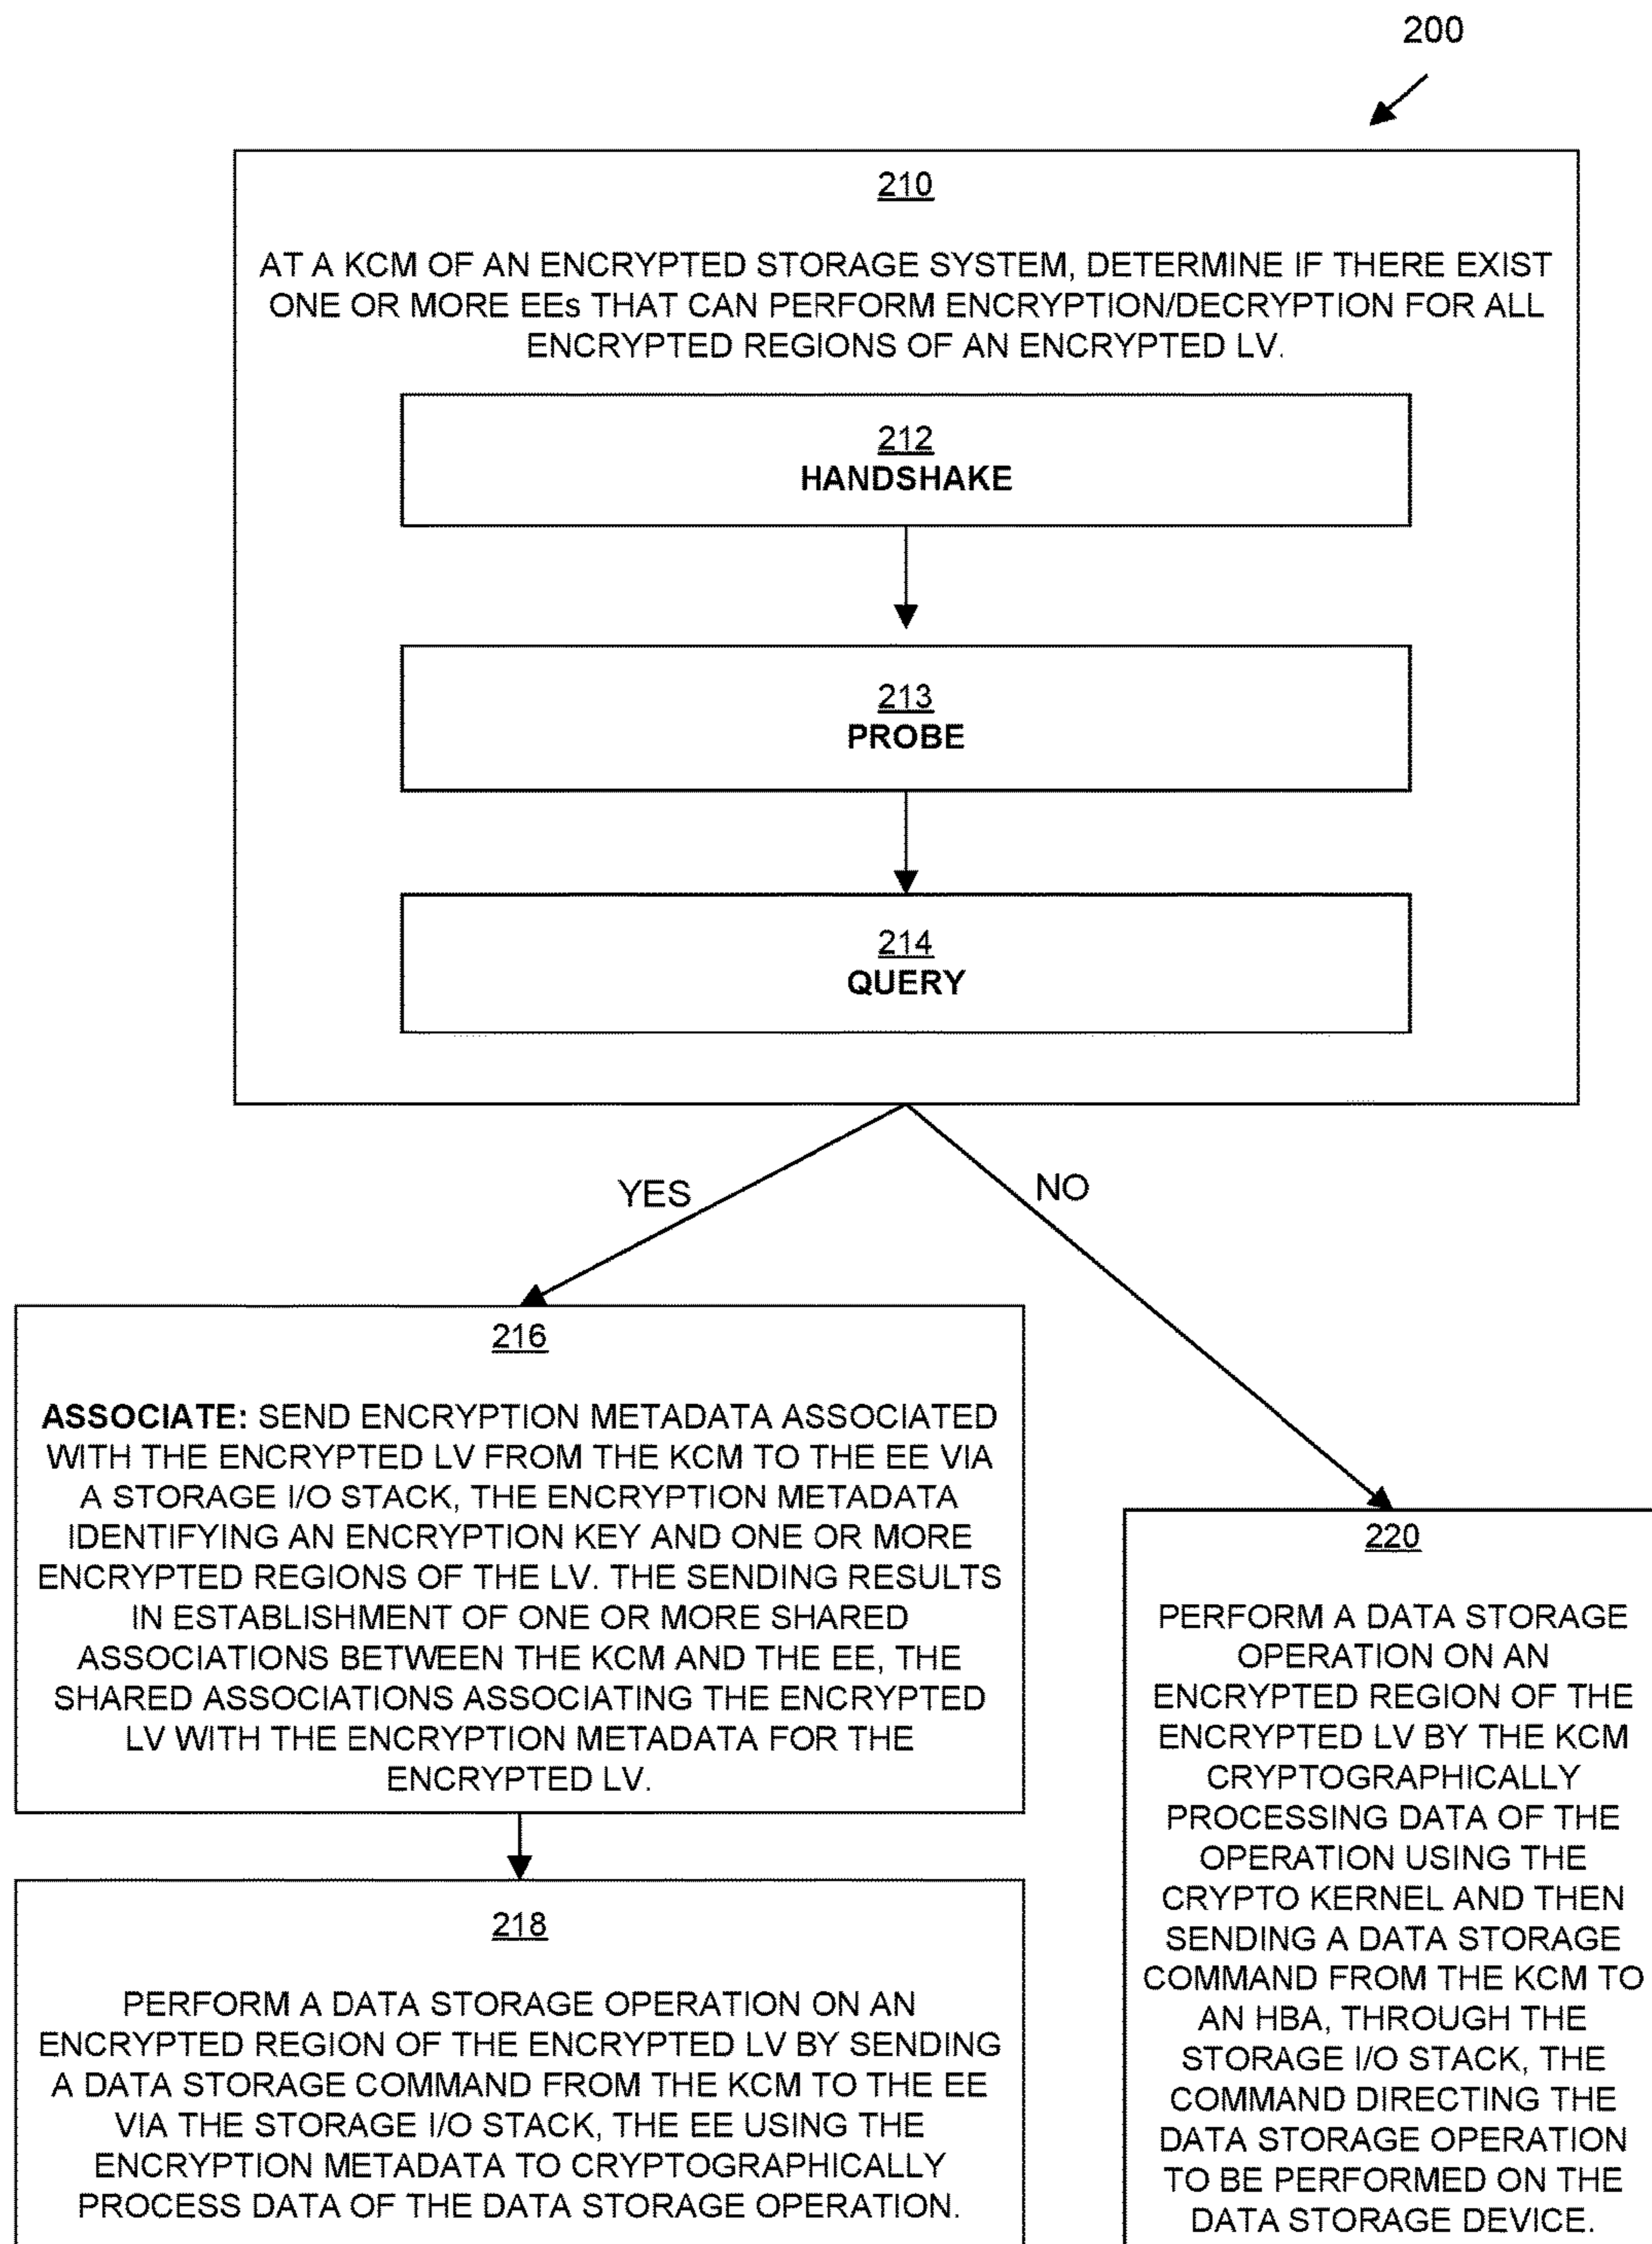 200
210
AT A KCM OF AN ENCRYPTED STORAGE SYSTEM, DETERMINE IF THERE EXIST
ONE OR MORE EEs THAT CAN PERFORM ENCRYPTION/DECRYPTION FOR ALL
ENCRYPTED REGIONS OF AN ENCRYPTED LV.
212
HANDSHAKE
213
PROBE
214
QUERY
YES
NO
216
ASSOCIATE: SEND ENCRYPTION METADATA ASSOCIATED
WITH THE ENCRYPTED LV FROM THE KCM TO THE EE VIA
A STORAGE I/O STACK, THE ENCRYPTION METADATA
IDENTIFYING AN ENCRYPTION KEY AND ONE OR MORE
ENCRYPTED REGIONS OF THE LV. THE SENDING RESULTS
IN ESTABLISHMENT OF ONE OR MORE SHARED
ASSOCIATIONS BETWEEN THE KCM AND THE EE, THE
SHARED ASSOCIATIONS ASSOCIATING THE ENCRYPTED
LV WITH THE ENCRYPTION METADATA FOR THE
ENCRYPTED LV.
218
PERFORM A DATA STORAGE OPERATION ON AN
ENCRYPTED REGION OF THE ENCRYPTED LV BY SENDING
A DATA STORAGE COMMAND FROM THE KCM TO THE EE
VIA THE STORAGE I/O STACK, THE EE USING THE
ENCRYPTION METADATA TO CRYPTOGRAPHICALLY
PROCESS DATA OF THE DATA STORAGE OPERATION.
220
PERFORM A DATA STORAGE
OPERATION ON AN
ENCRYPTED REGION OF THE
ENCRYPTED LV BY THE KCM
CRYPTOGRAPHICALLY
PROCESSING DATA OF THE
OPERATION USING THE
CRYPTO KERNEL AND THEN
SENDING A DATA STORAGE
COMMAND FROM THE KCM TO
AN HBA, THROUGH THE
STORAGE I/O STACK, THE
COMMAND DIRECTING THE
DATA STORAGE OPERATION
TO BE PERFORMED ON THE
DATA STORAGE DEVICE.